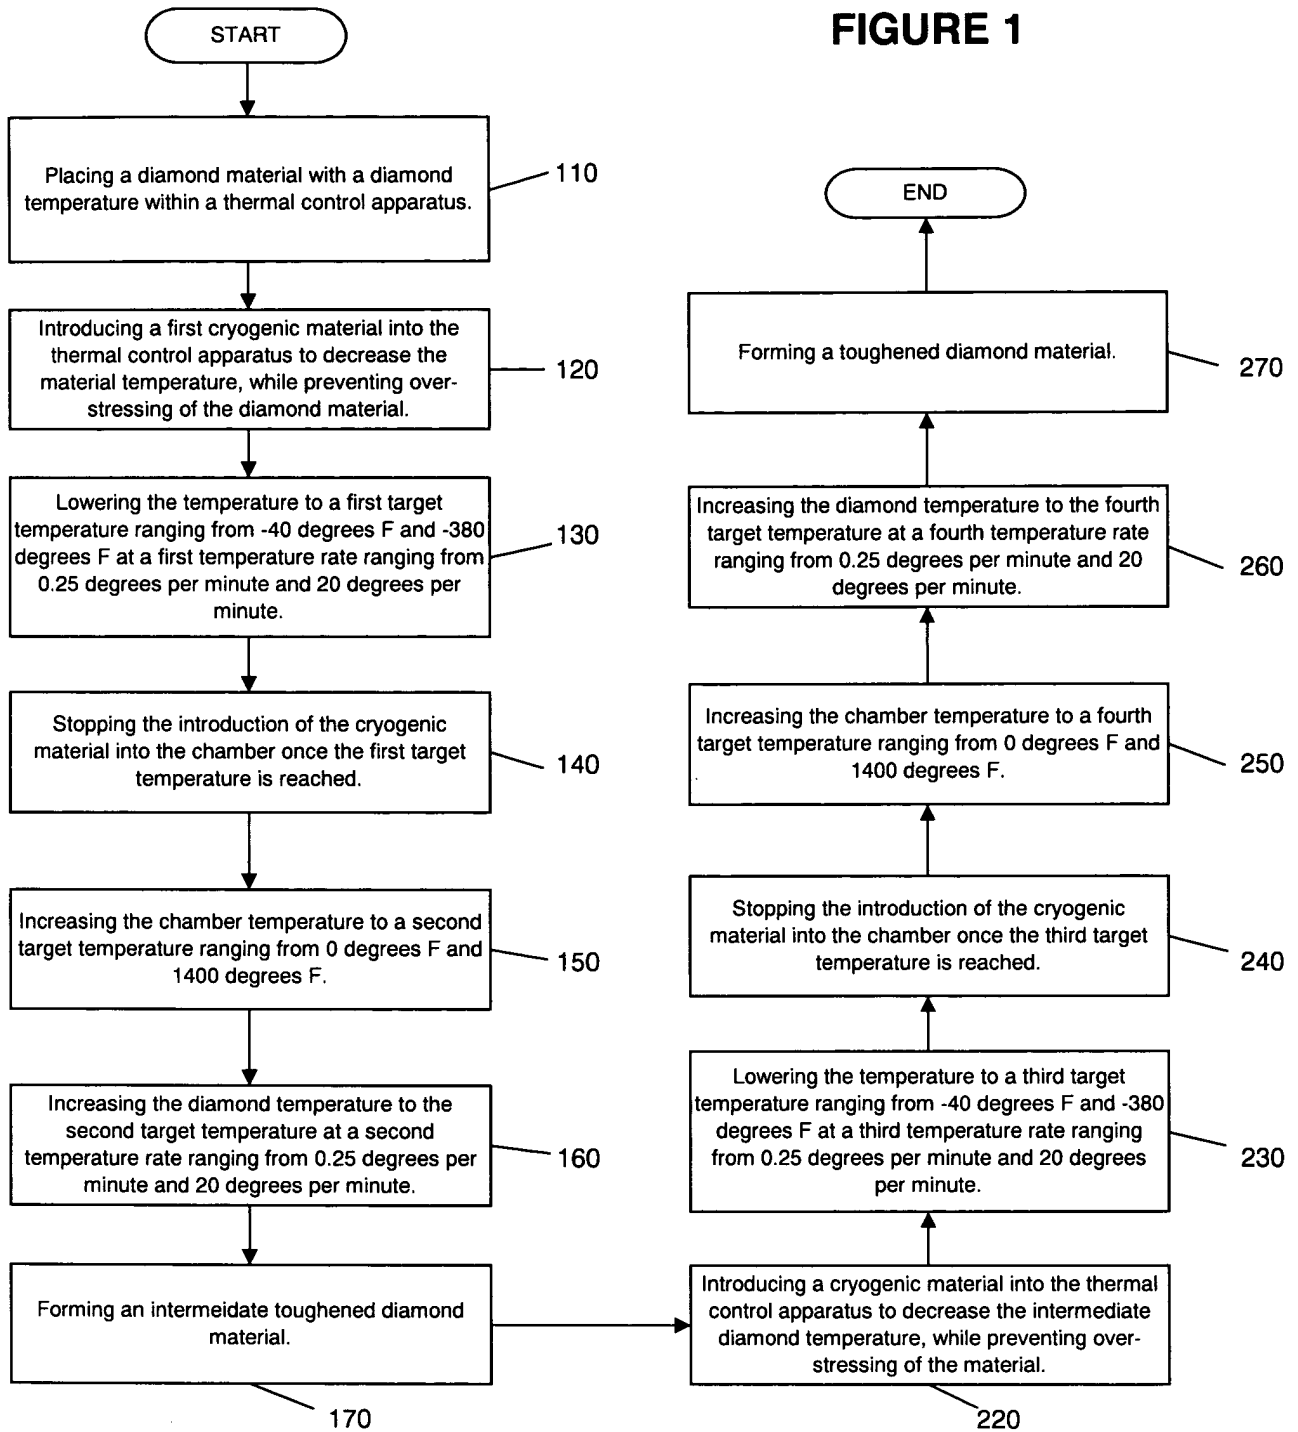 FIGURE 1
START
Placing a diamond material with a diamond
temperature within a thermal control apparatus.
110
Introducing a first cryogenic material into the
thermal control apparatus to decrease the
material temperature, while preventing over-
stressing of the diamond material.
120
Lowering the temperature to a first target
temperature ranging from -40 degrees F and -380
degrees F at a first temperature rate ranging from
0.25 degrees per minute and 20 degrees per
minute.
130
Stopping the introduction of the cryogenic
material into the chamber once the first target
temperature is reached.
140
Increasing the chamber temperature to a second
target temperature ranging from 0 degrees F and
1400 degrees F.
150
Increasing the diamond temperature to the
second target temperature at a second
temperature rate ranging from 0.25 degrees per
minute and 20 degrees per minute.
160
Forming an intermeidate toughened diamond
material.
170
Introducing a cryogenic material into the thermal
control apparatus to decrease the intermediate
diamond temperature, while preventing over-
stressing of the material.
220
Lowering the temperature to a third target
temperature ranging from -40 degrees F and -380
degrees F at a third temperature rate ranging
from 0.25 degrees per minute and 20 degrees
per minute.
230
Stopping the introduction of the cryogenic
material into the chamber once the third target
temperature is reached.
240
Increasing the chamber temperature to a fourth
target temperature ranging from 0 degrees F and
1400 degrees F.
250
Increasing the diamond temperature to the fourth
target temperature at a fourth temperature rate
ranging from 0.25 degrees per minute and 20
degrees per minute.
260
Forming a toughened diamond material.
270
END